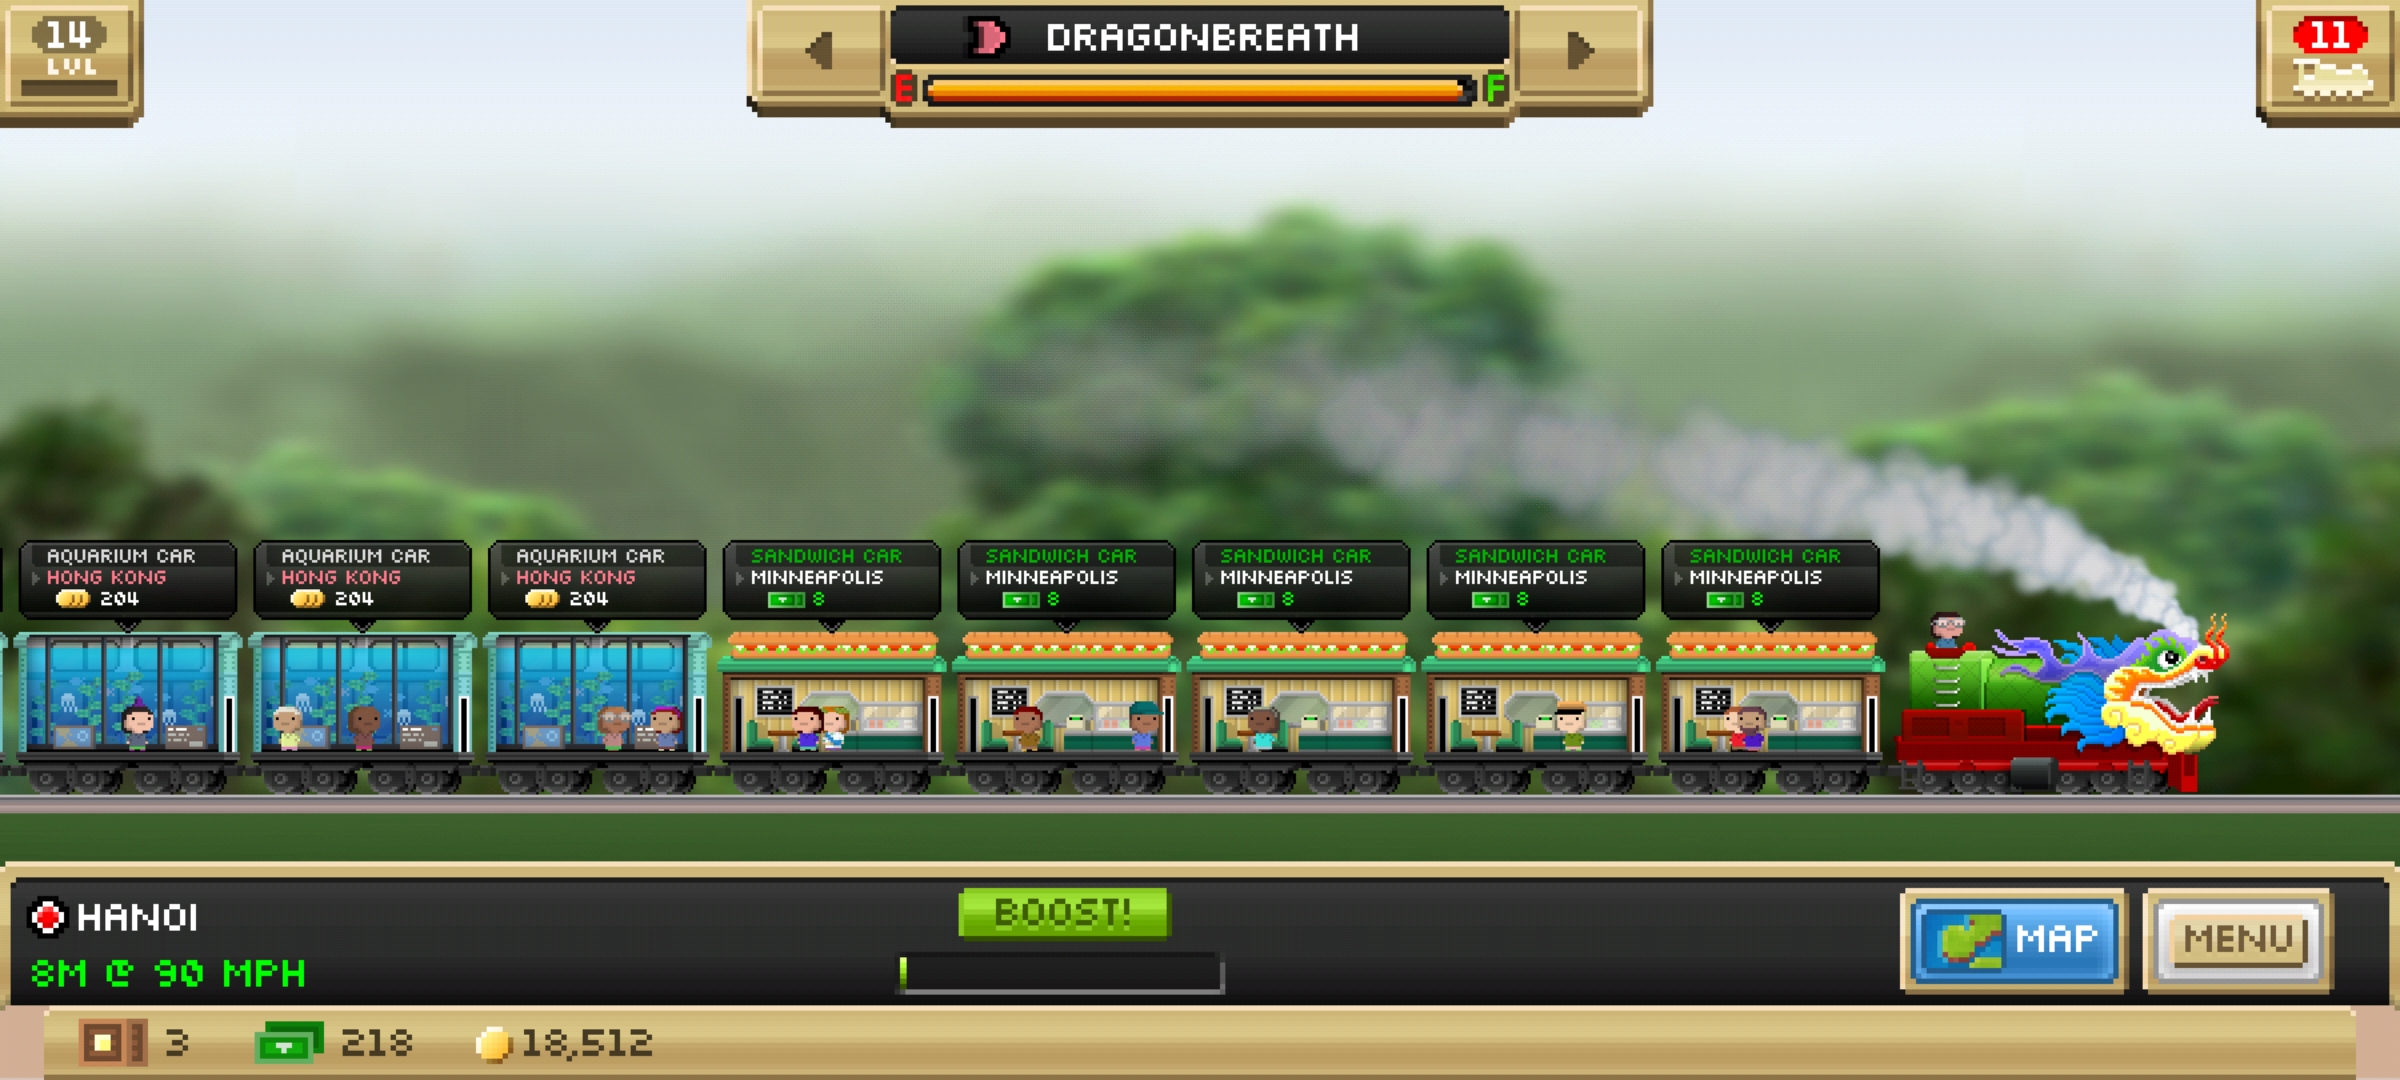 14
LVL
DRAGONBREATH
E F
11
AQUARIUM CAR
HONG KONG
204
AQUARIUM CAR
HONG KONG
204
AQUARIUM CAR
HONG KONG
204
SANDWICH CAR
MINNEAPOLIS
8
SANDWICH CAR
MINNEAPOLIS
8
SANDWICH CAR
MINNEAPOLIS
8
SANDWICH CAR
MINNEAPOLIS
8
SANDWICH CAR
MINNEAPOLIS
8
HANOI
8M @ 90 MPH
BOOST!
MAP
MENU
3 218 18,512